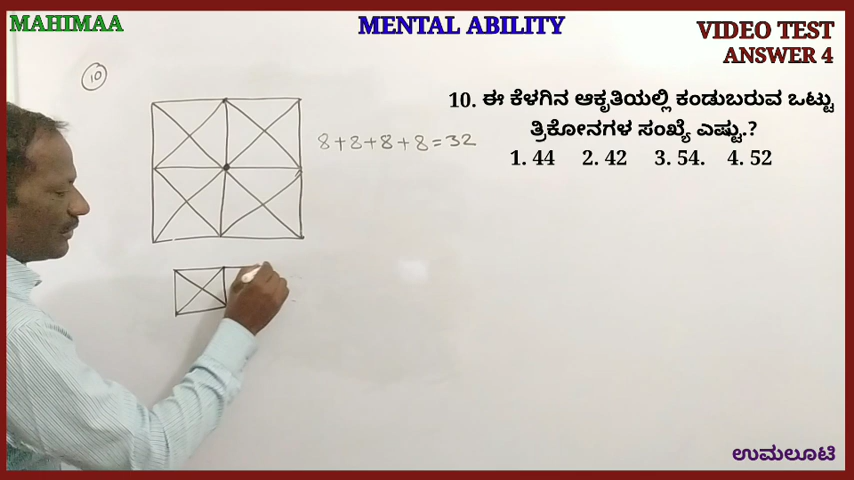 MAHIMAA
MENTAL ABILITY
VIDEO TEST
ANSWER 4
10
8+8+8+8=32
10. ಈ ಕೆಳಗಿನ ಆಕೃತಿಯಲ್ಲಿ ಕಂಡುಬರುವ ಒಟ್ಟು
ತ್ರಿಕೋನಗಳ ಸಂಖ್ಯೆ ಎಷ್ಟು.?
1. 44 2. 42 3. 54. 4. 52
ಉಮಲೂಟಿ